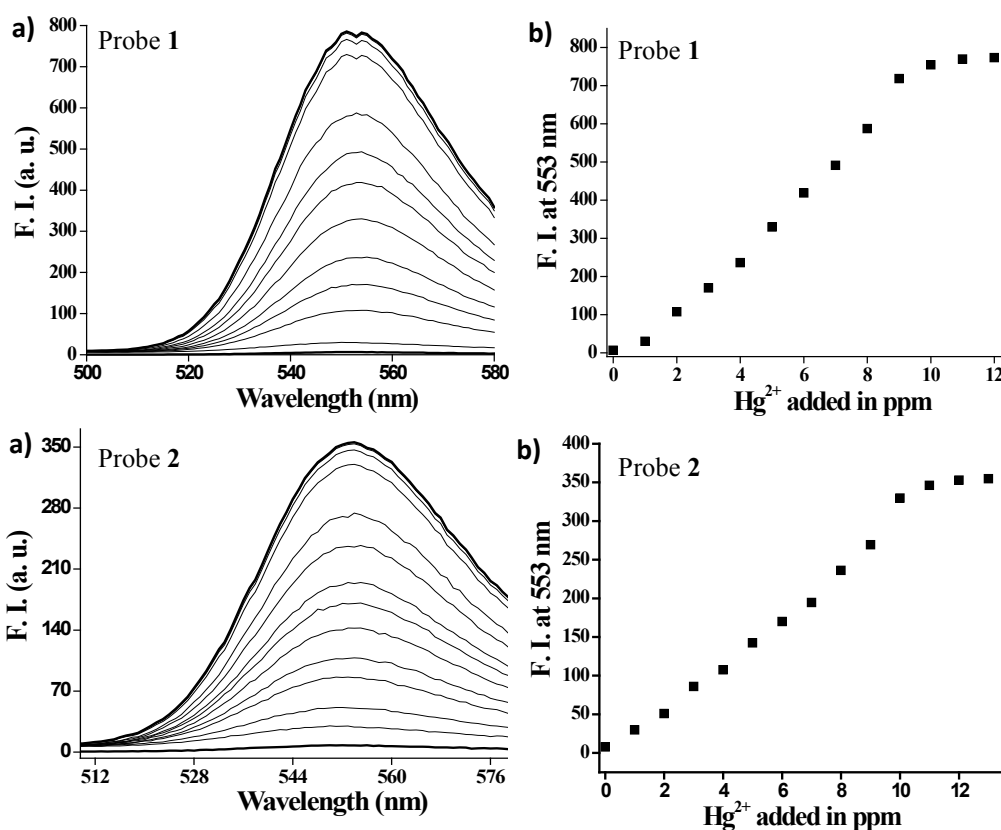 a)
Probe 1
800
700
600
500
400
300
200
100
0
F. I. (a. u.)
500 520 540 560 580
Wavelength (nm)
b)
Probe 1
800
700
600
500
400
300
200
100
0
F. I. at 553 nm
0 2 4 6 8 10 12
Hg²⁺ added in ppm
a)
Probe 2
350
280
210
140
70
0
F. I. (a. u.)
512 528 544 560 576
Wavelength (nm)
b)
Probe 2
400
350
300
250
200
150
100
50
0
F. I. at 553 nm
0 2 4 6 8 10 12
Hg²⁺ added in ppm